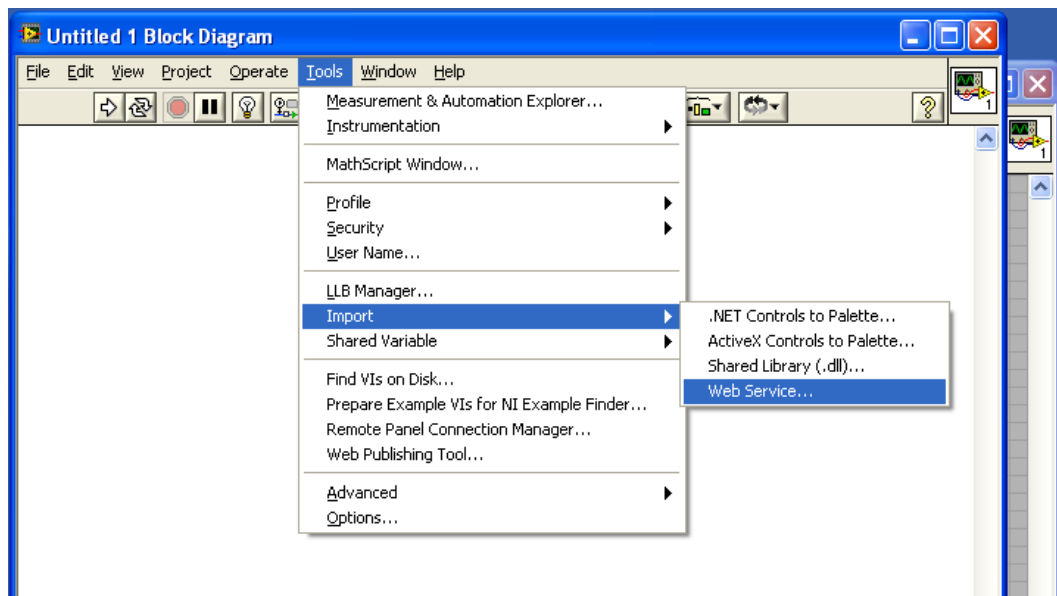 Untitled 1 Block Diagram
File Edit View Project Operate Tools Window Help
Measurement & Automation Explorer...
Instrumentation
MathScript Window...
Profile
Security
User Name...
LLB Manager...
Import
Shared Variable
Find VIs on Disk...
Prepare Example VIs for NI Example Finder...
Remote Panel Connection Manager...
Web Publishing Tool...
Advanced
Options...
.NET Controls to Palette...
ActiveX Controls to Palette...
Shared Library (.dll)...
Web Service...
?
1
1